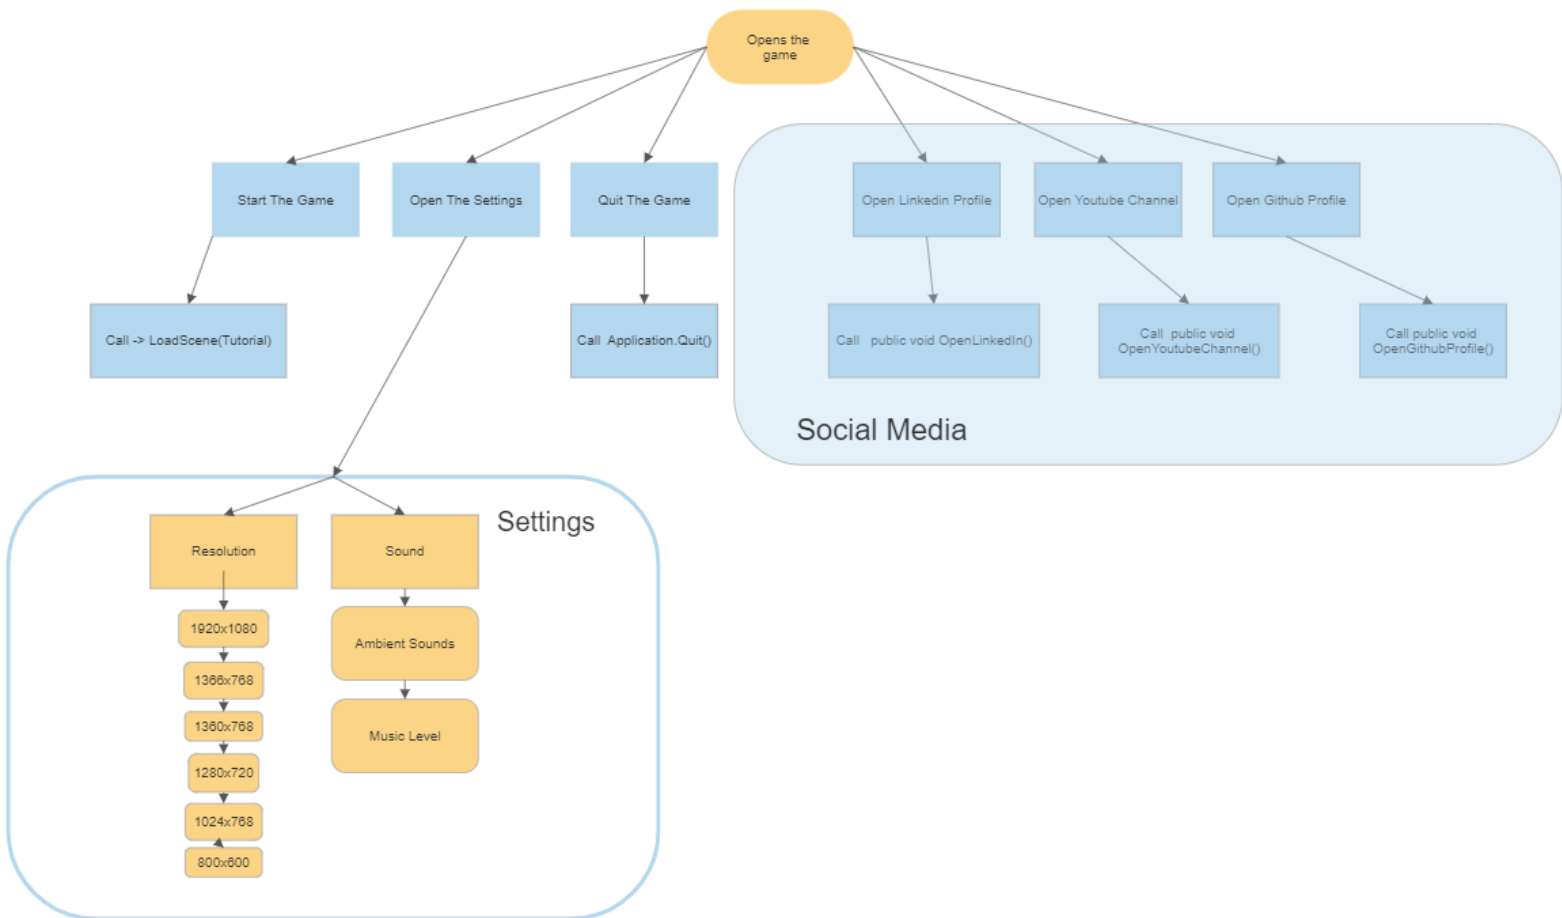 Opens the
game
Start The Game
Open The Settings
Quit The Game
Open Linkedin Profile
Open Youtube Channel
Open Github Profile
Call -> LoadScene(Tutorial)
Call  Application.Quit()
Call   public void OpenLinkedIn()
Call  public void
OpenYoutubeChannel()
Call public void
OpenGithubProfile()
Social Media
Settings
Resolution
Sound
1920x1080
1366x768
1360x768
1280x720
1024x768
800x600
Ambient Sounds
Music Level